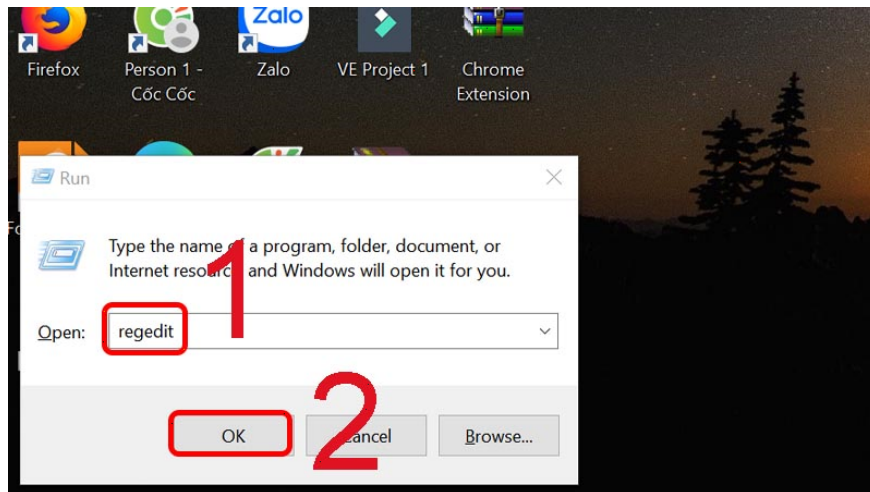 Zalo
Firefox
Person 1 -
Cốc Cốc
Zalo
VE Project 1
Chrome
Extension
Run
Type the name of a program, folder, document, or
Internet resource, and Windows will open it for you.
1
Open:
regedit
2
OK
Cancel
Browse...